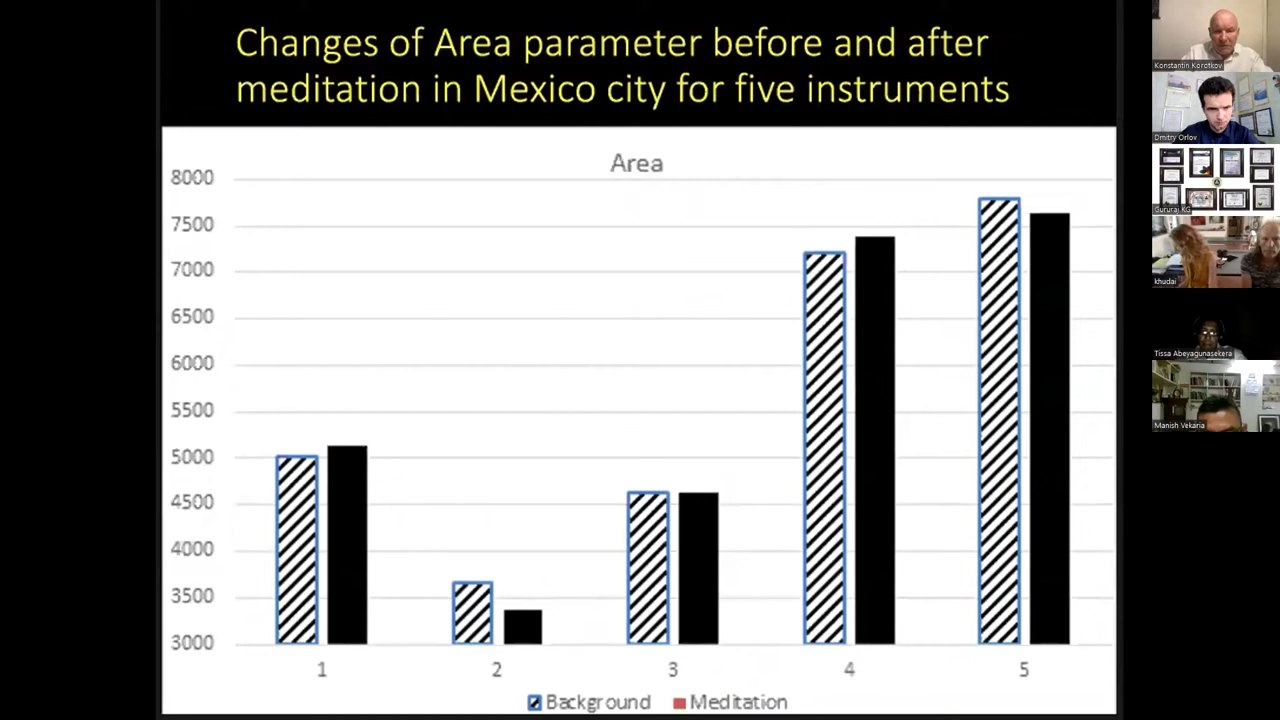 Changes of Area parameter before and after
meditation in Mexico city for five instruments
Area
8000
7500
7000
6500
6000
5500
5000
4500
4000
3500
3000
1
2
3
4
5
Background
Meditation
Konstantin Korotkov
Dmitry Orlov
Gururaj KG
khudai
Tissa Abeyagunasekera
Manish Vekaria